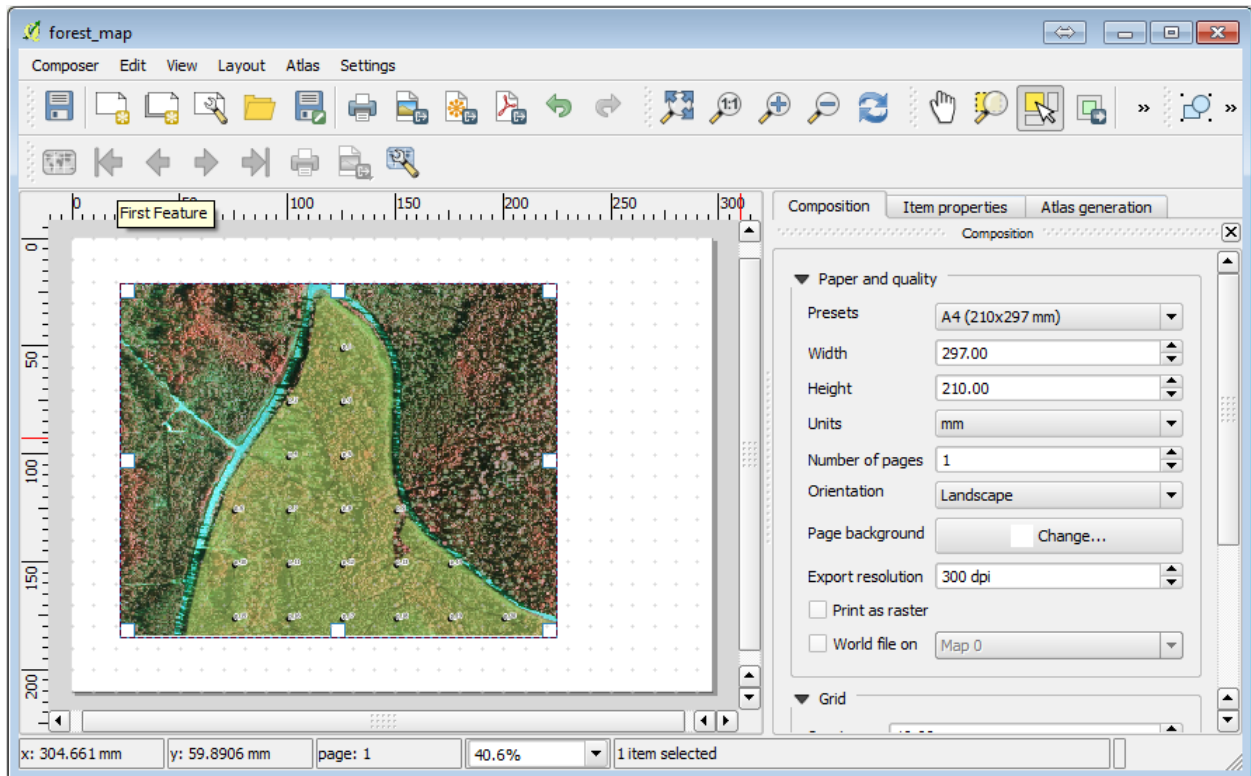 forest_map
Composer Edit View Layout Atlas Settings
1:1
» »
0 50 100 150 200 250 300
First Feature
0
50
100
150
200
Composition Item properties Atlas generation
Composition
Paper and quality
Presets A4 (210x297 mm)
Width 297.00
Height 210.00
Units mm
Number of pages 1
Orientation Landscape
Page background Change...
Export resolution 300 dpi
Print as raster
World file on Map 0
Grid
x: 304.661 mm y: 59.8906 mm page: 1 40.6% 1 item selected